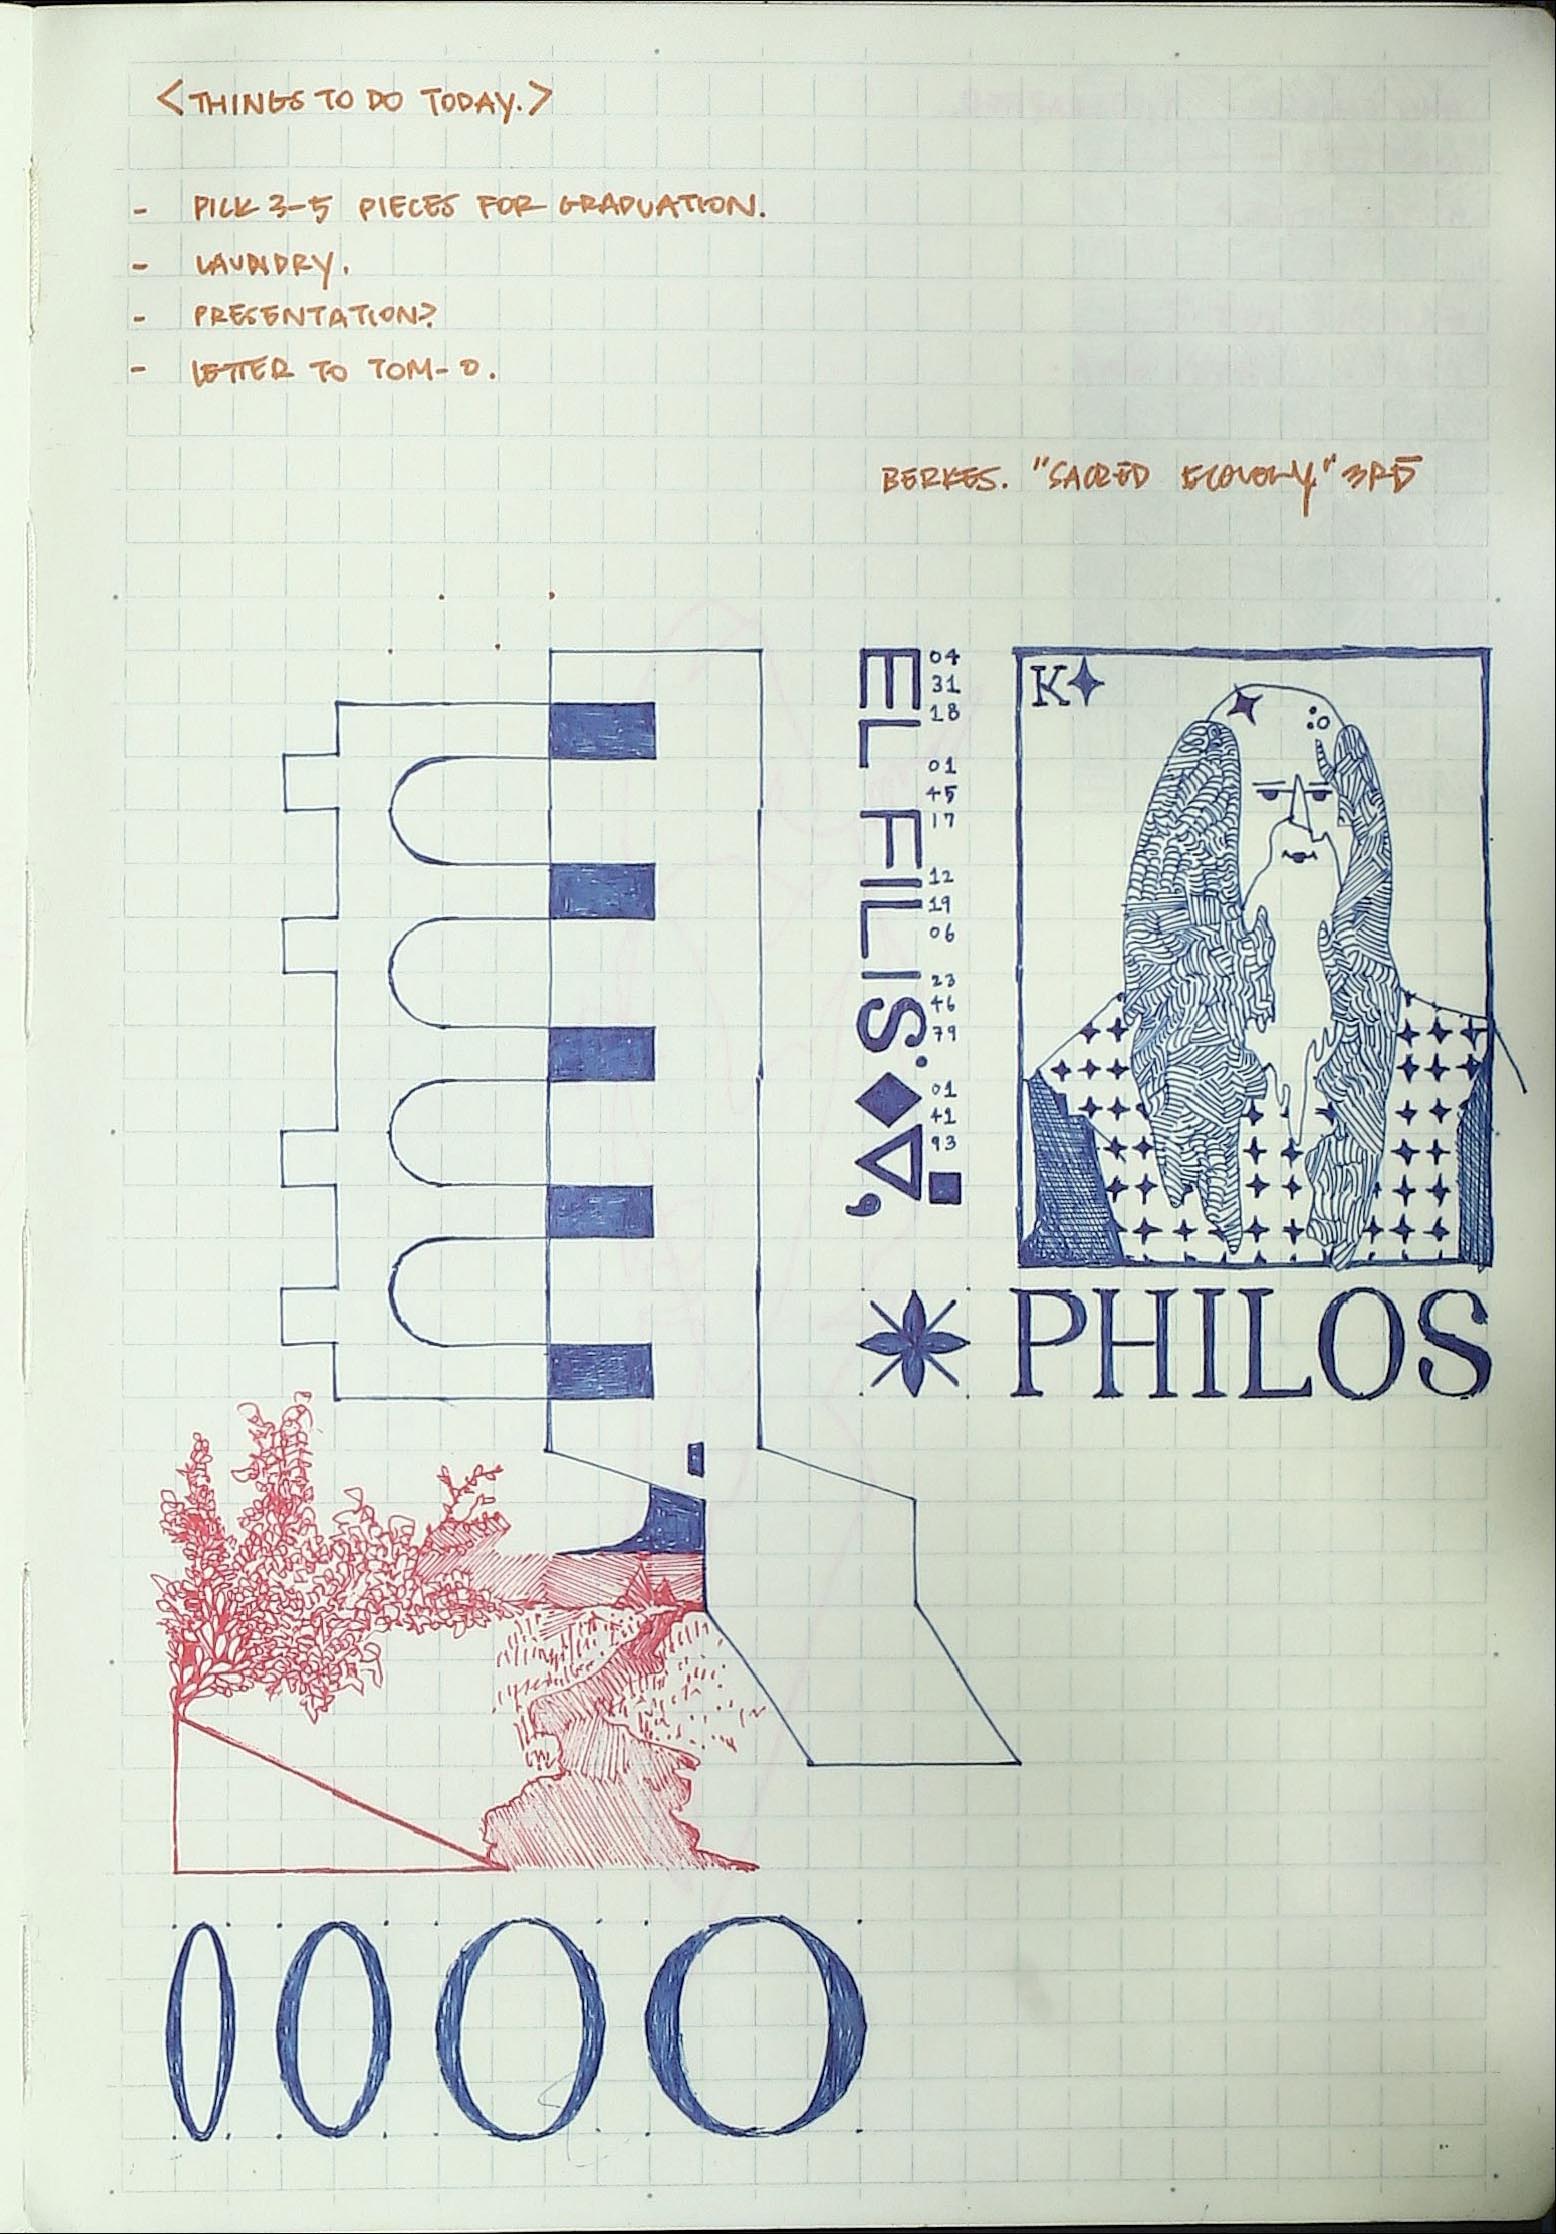 <THINGS TO DO TODAY.>
- PICK 3-5 PIECES FOR GRADUATION.
- LAUNDRY.
- PRESENTATION?
- LETTER TO TOM-O.
BERKES. "SACRED ECOLOGY" 3RD
EL FILIS.
04
31
18
01
45
17
12
19
06
23
46
79
01
41
93
K
PHILOS
O O O O